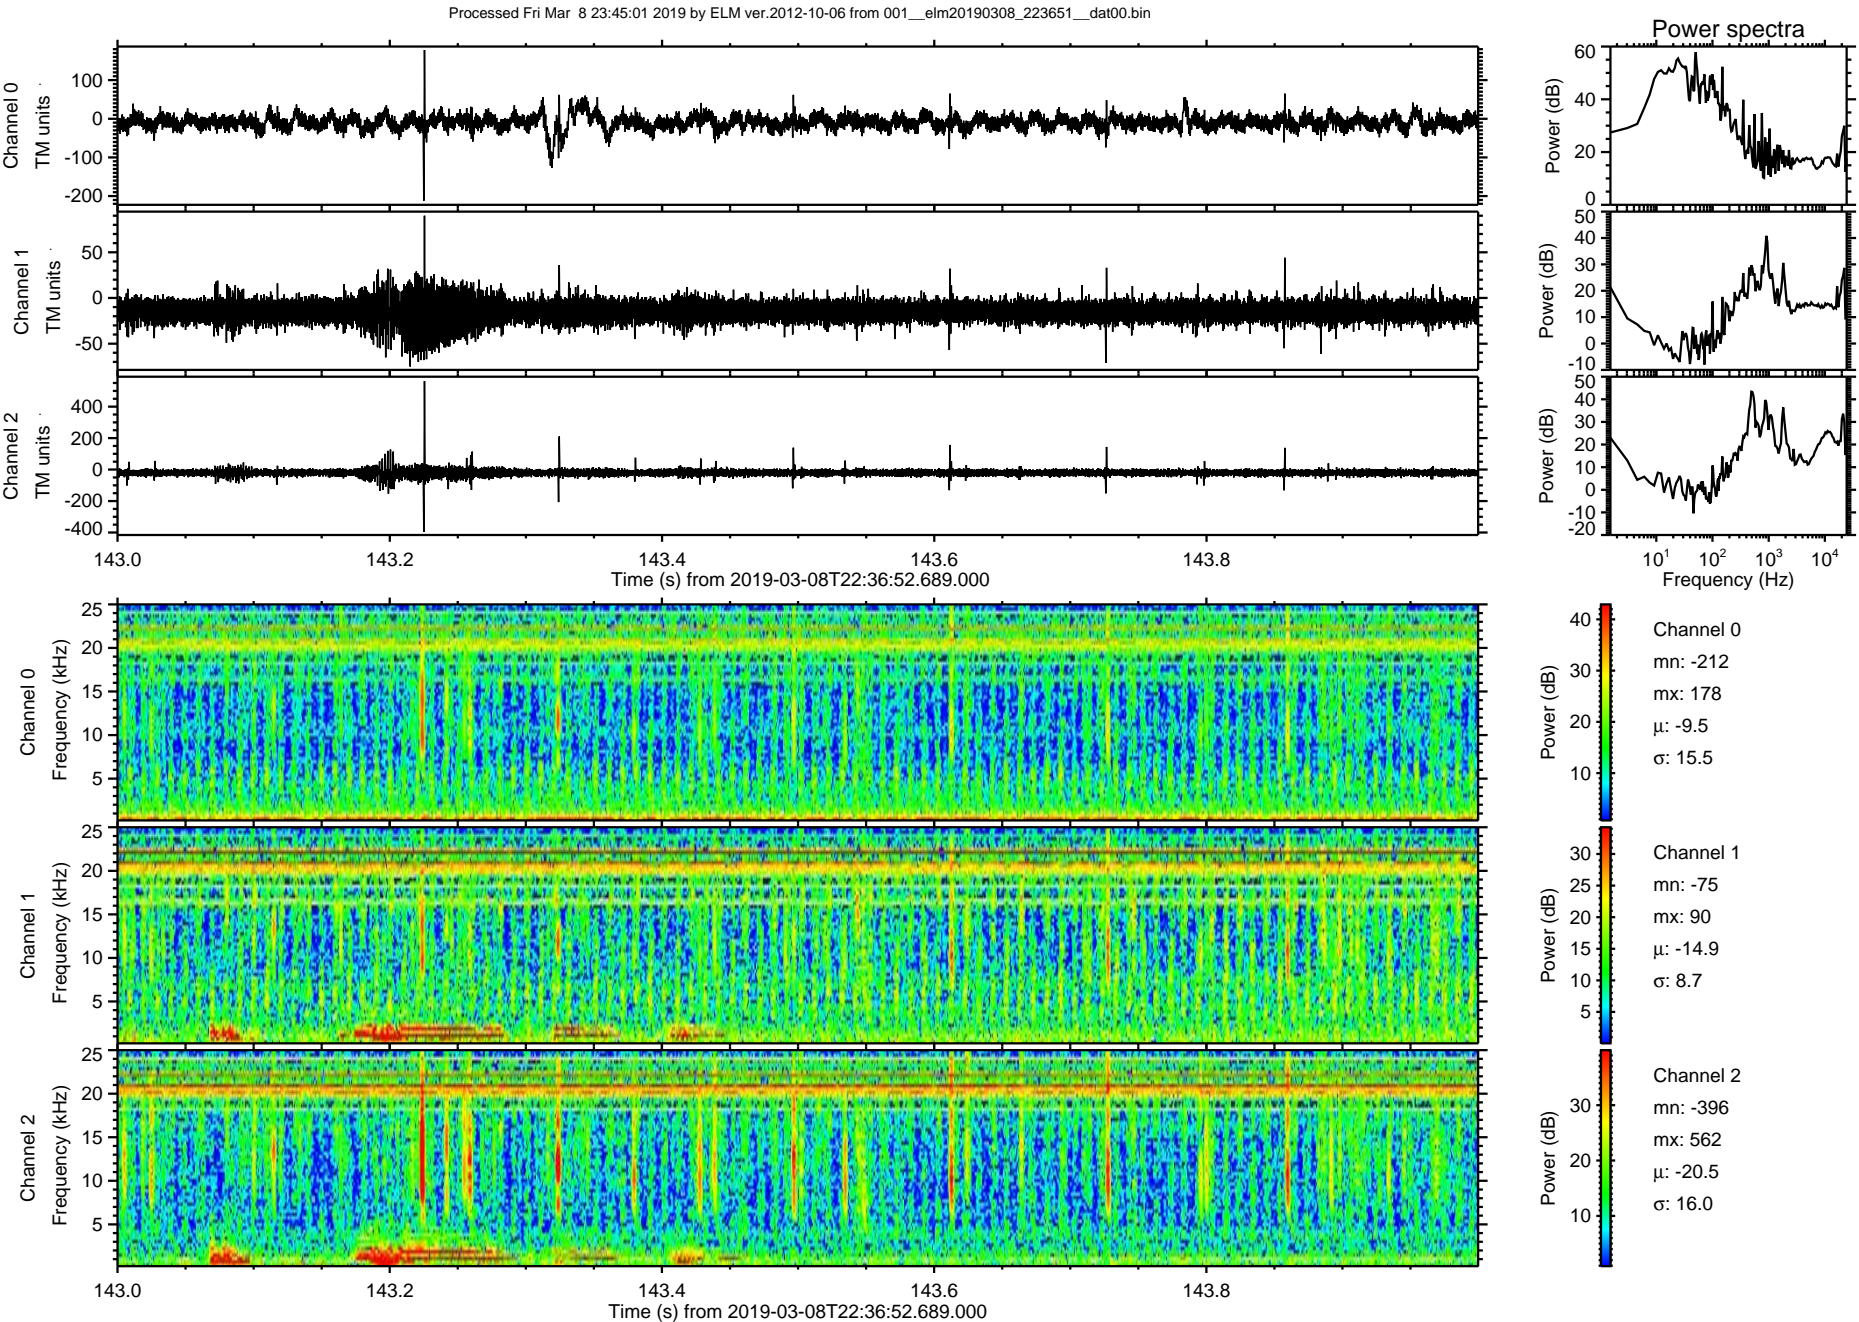 Processed Fri Mar 8 23:45:01 2019 by ELM ver.2012-10-06 from 001__elm20190308_223651__dat00.bin
Power spectra
Channel 0
TM units
100
0
-100
-200
Power (dB)
60
40
20
0
Channel 1
TM units
50
0
-50
Power (dB)
50
40
30
20
10
0
-10
Channel 2
TM units
400
200
0
-200
-400
Power (dB)
50
40
30
20
10
0
-10
-20
143.0 143.2 143.4 143.6 143.8
Time (s) from 2019-03-08T22:36:52.689.000
10¹ 10² 10³ 10⁴
Frequency (Hz)
Channel 0
Frequency (kHz)
25
20
15
10
5
Power (dB)
40
30
20
10
Channel 0
mn: -212
mx: 178
μ: -9.5
σ: 15.5
Channel 1
Frequency (kHz)
25
20
15
10
5
Power (dB)
30
25
20
15
10
5
Channel 1
mn: -75
mx: 90
μ: -14.9
σ: 8.7
Channel 2
Frequency (kHz)
25
20
15
10
5
Power (dB)
30
20
10
Channel 2
mn: -396
mx: 562
μ: -20.5
σ: 16.0
143.0 143.2 143.4 143.6 143.8
Time (s) from 2019-03-08T22:36:52.689.000